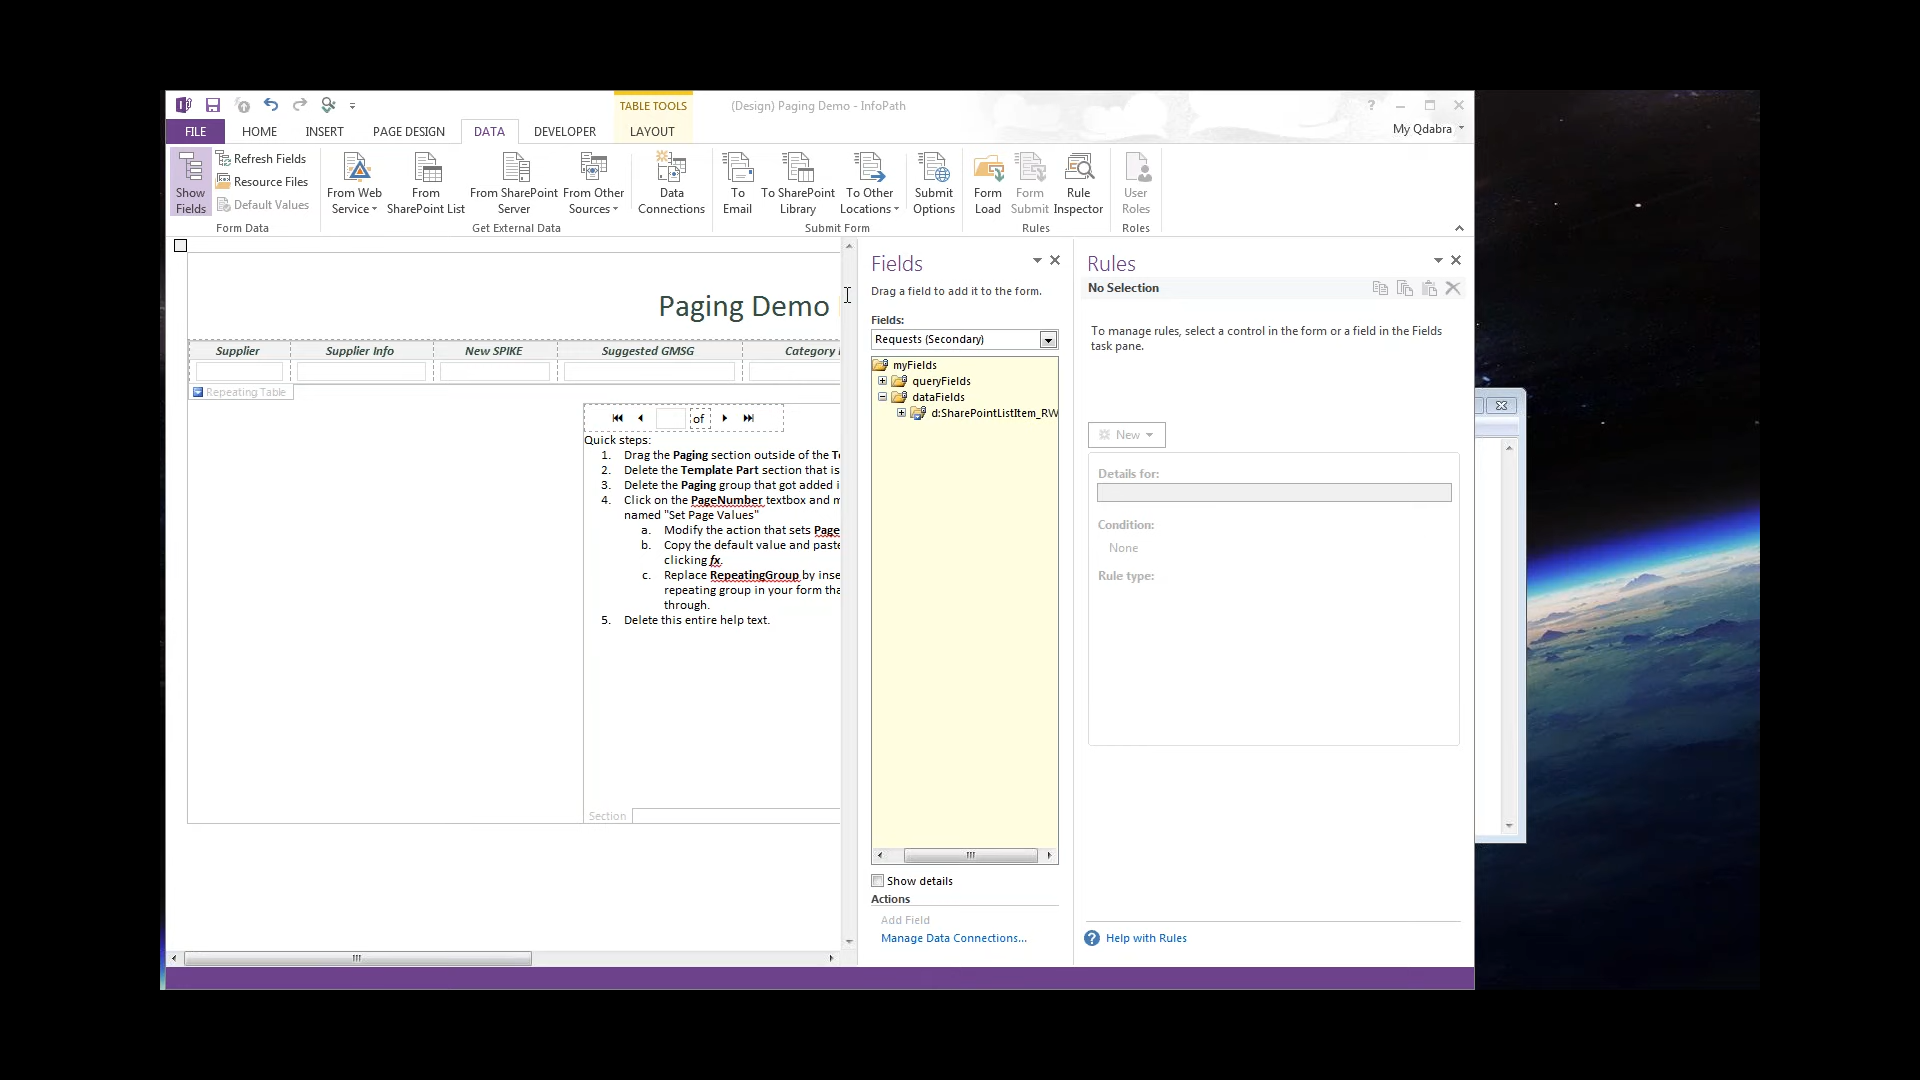 TABLE TOOLS
(Design) Paging Demo - InfoPath
?
FILE
HOME
INSERT
PAGE DESIGN
DATA
DEVELOPER
LAYOUT
My Qdabra
Show Fields
Refresh Fields
Resource Files
Default Values
From Web Service
From SharePoint List
From SharePoint Server
From Other Sources
Data Connections
To Email
To SharePoint Library
To Other Locations
Submit Options
Form Load
Form Submit
Rule Inspector
User Roles
Form Data
Get External Data
Submit Form
Rules
Roles
Paging Demo
Supplier
Supplier Info
New SPIKE
Suggested GMSG
Category
Repeating Table
of
Quick steps:
1. Drag the Paging section outside of the
2. Delete the Template Part section that is
3. Delete the Paging group that got added
4. Click on the PageNumber textbox and
named "Set Page Values"
a. Modify the action that sets Page
b. Copy the default value and paste
clicking fx.
c. Replace RepeatingGroup by inse
repeating group in your form tha
through.
5. Delete this entire help text.
Section
Fields
Drag a field to add it to the form.
Fields:
Requests (Secondary)
myFields
queryFields
dataFields
d:SharePointListItem_RW
Show details
Actions
Add Field
Manage Data Connections...
Rules
No Selection
To manage rules, select a control in the form or a field in the Fields
task pane.
New
Details for:
Condition:
None
Rule type:
Help with Rules